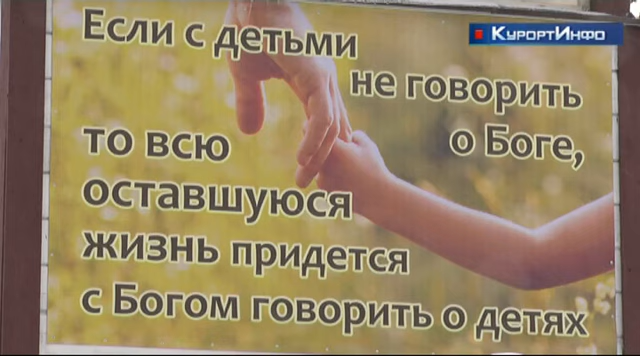 КурортИнфо
Если с детьми
не говорить
о Боге,
то всю
оставшуюся
жизнь придется
с Богом говорить о детях